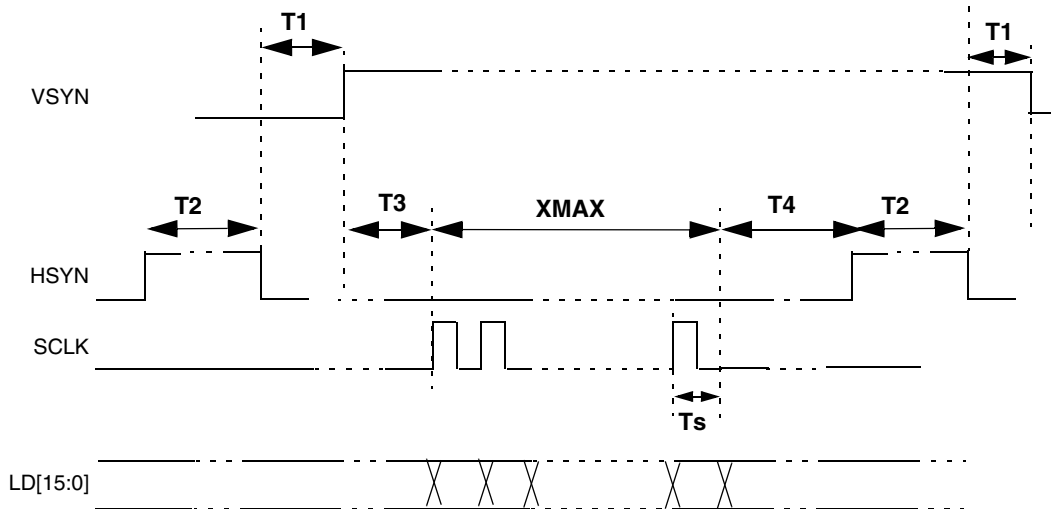 T1
T1
VSYN
T2
T3
XMAX
T4
T2
HSYN
SCLK
Ts
LD[15:0]